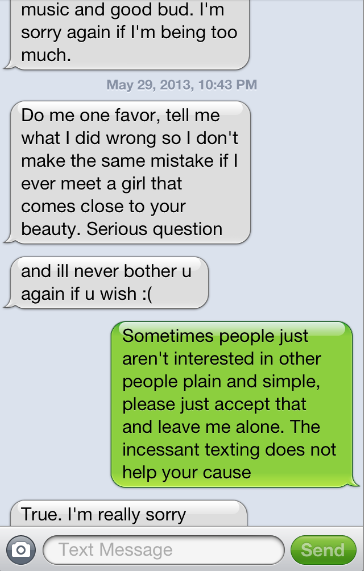 music and good bud. I'm
sorry again if I'm being too
much.
May 29, 2013, 10:43 PM
Do me one favor, tell me
what I did wrong so I don't
make the same mistake if I
ever meet a girl that
comes close to your
beauty. Serious question
and ill never bother u
again if u wish :(
Sometimes people just
aren't interested in other
people plain and simple,
please just accept that
and leave me alone. The
incessant texting does not
help your cause
True. I'm really sorry
Text Message
Send